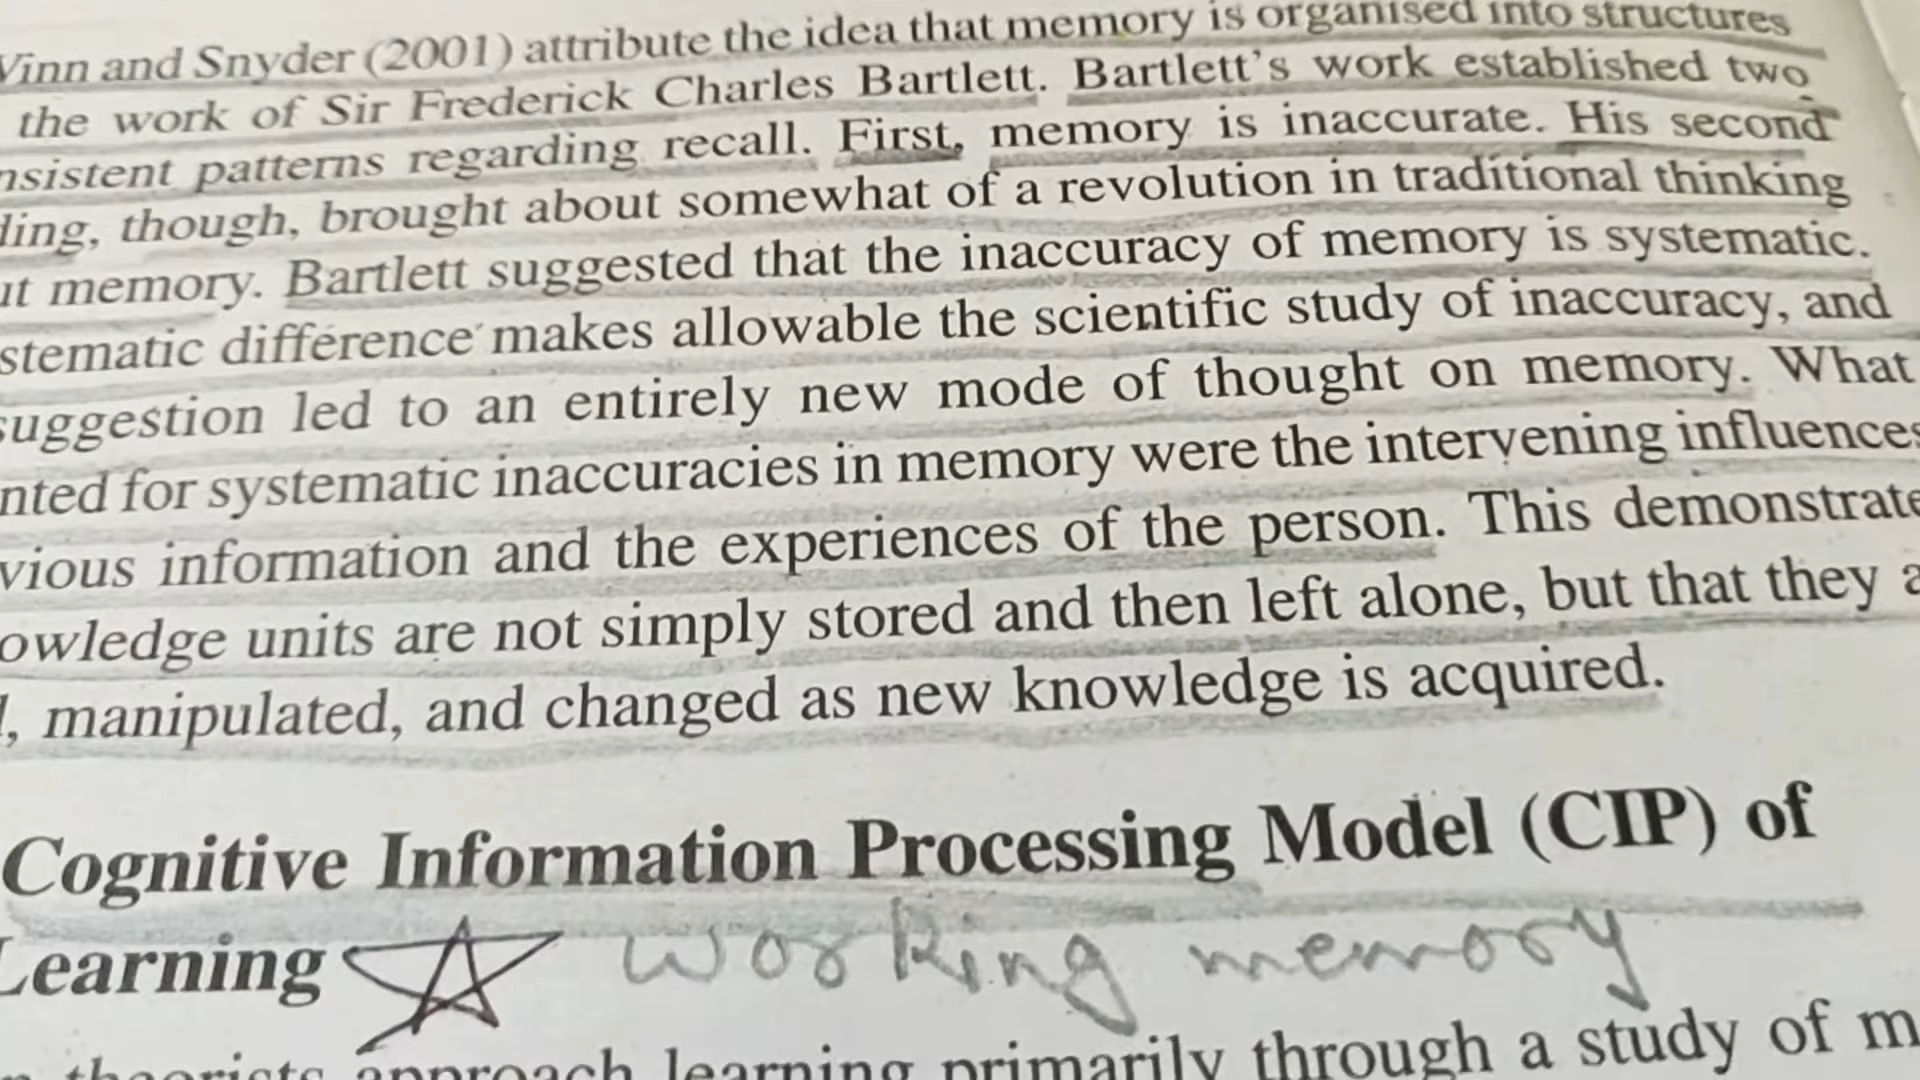 Vinn and Snyder (2001) attribute the idea that memory is organised into structures
the work of Sir Frederick Charles Bartlett. Bartlett's work established two
nsistent patterns regarding recall. First, memory is inaccurate. His second
ding, though, brought about somewhat of a revolution in traditional thinking
ut memory. Bartlett suggested that the inaccuracy of memory is systematic.
stematic difference makes allowable the scientific study of inaccuracy, and
suggestion led to an entirely new mode of thought on memory. What
nted for systematic inaccuracies in memory were the intervening influences
vious information and the experiences of the person. This demonstrate
owledge units are not simply stored and then left alone, but that they a
, manipulated, and changed as new knowledge is acquired.
Cognitive Information Processing Model (CIP) of
Learning working memory
theorists approach learning primarily through a study of m